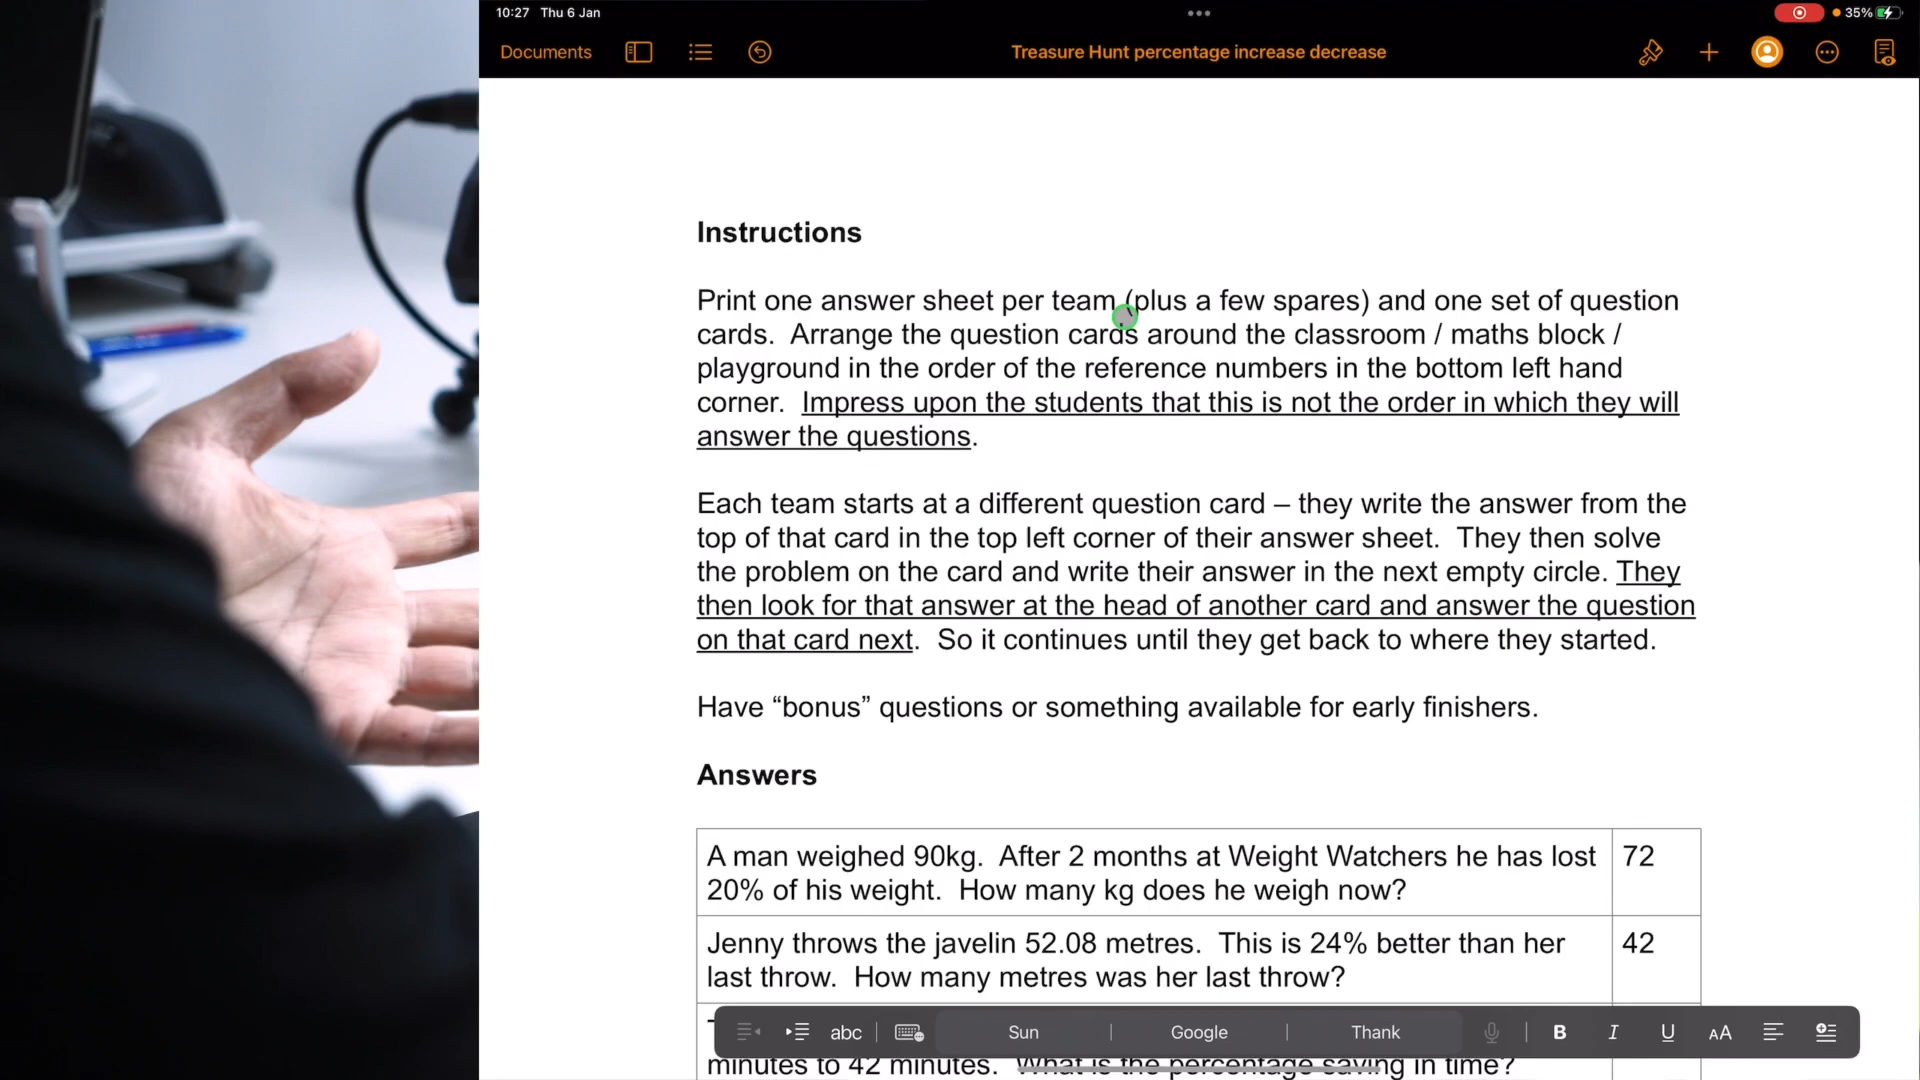 10:27 Thu 6 Jan
35%
Documents
Treasure Hunt percentage increase decrease
Instructions
Print one answer sheet per team (plus a few spares) and one set of question
cards. Arrange the question cards around the classroom / maths block /
playground in the order of the reference numbers in the bottom left hand
corner. Impress upon the students that this is not the order in which they will
answer the questions.
Each team starts at a different question card – they write the answer from the
top of that card in the top left corner of their answer sheet. They then solve
the problem on the card and write their answer in the next empty circle. They
then look for that answer at the head of another card and answer the question
on that card next. So it continues until they get back to where they started.
Have “bonus” questions or something available for early finishers.
Answers
A man weighed 90kg. After 2 months at Weight Watchers he has lost
20% of his weight. How many kg does he weigh now?
72
Jenny throws the javelin 52.08 metres. This is 24% better than her
last throw. How many metres was her last throw?
42
abc
Sun
Google
Thank
B I U AA
minutes to 42 minutes. What is the percentage saving in time?